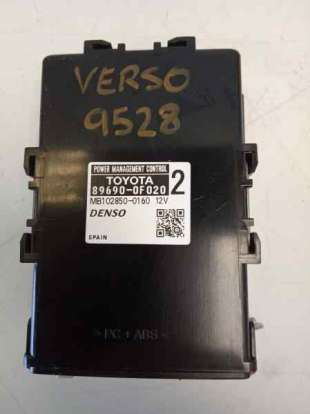 VERSO
9528
POWER MANAGEMENT CONTROL
TOYOTA
89690-0F020 2
MB102850-0160 12V
DENSO
SPAIN
> PC + ABS <